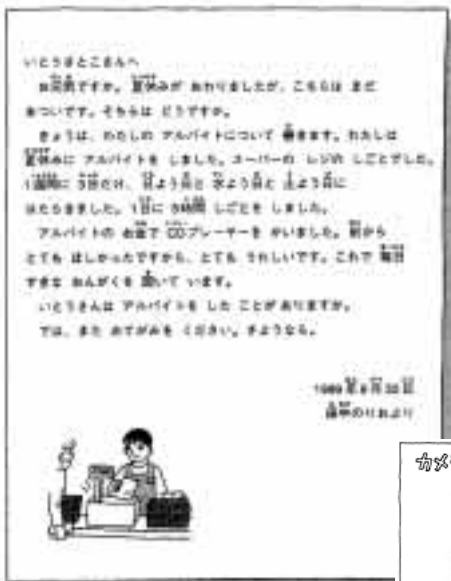 いとうさとこさんへ
お元気ですか。夏休みが おわりましたが、こちらは まだ
あついです。そちらは どうですか。
きょうは、わたしの アルバイトについて 書きます。わたしは
夏休みに アルバイトを しました。スーパーの レジの しごとでした。
1週間に 3日だけ、月よう日と 水よう日と 土よう日に
はたらきました。1日に 5時間 しごとを しました。
アルバイトの お金で CDプレーヤーを かいました。前から
とても ほしかったですから、とても うれしいです。これで 毎日
すきな おんがくを 聞いて います。
いとうさんは アルバイトを した ことが ありますか。
では、また おてがみを ください。さようなら。
のりおより
カメ